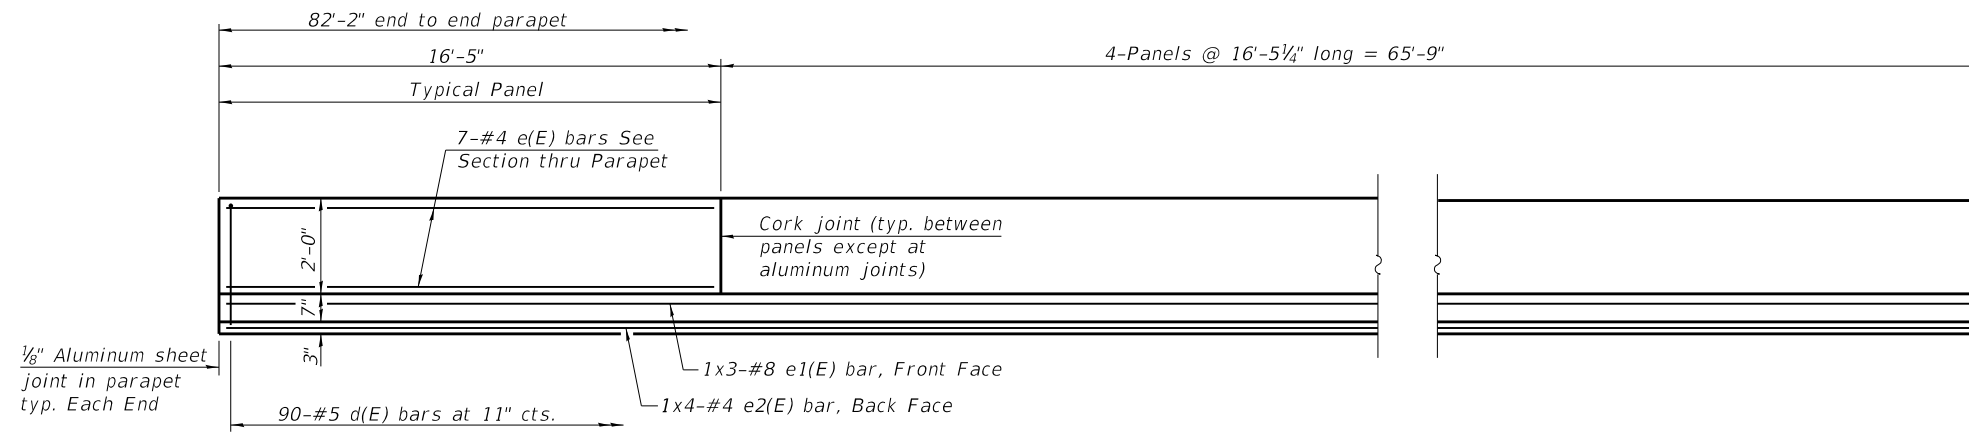 82'-2" end to end parapet
16'-5"
4-Panels @ 16'-5¼" long = 65'-9"
Typical Panel
7-#4 e(E) bars See
Section thru Parapet
Cork joint (typ. between
panels except at
aluminum joints)
2'-0"
7"
3"
⅛" Aluminum sheet
joint in parapet
typ. Each End
1x3-#8 e1(E) bar, Front Face
1x4-#4 e2(E) bar, Back Face
90-#5 d(E) bars at 11" cts.